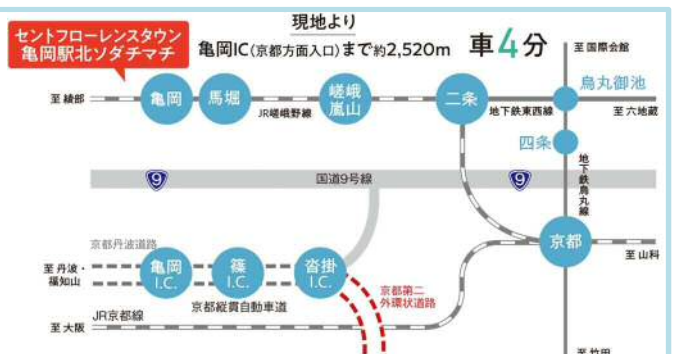 セントフローレンスタウン
亀岡駅北ソダチマチ
現地より
亀岡IC(京都方面入口)まで約2,520m 車4分
至 国際会館
至 綾部
亀岡
馬堀
JR嵯峨野線
嵯峨
嵐山
二条
地下鉄東西線
烏丸御池
至 六地蔵
四条
地下鉄烏丸線
9
国道9号線
9
京都
至 山科
京都丹波道路
至 丹波・
福知山
亀岡
I.C.
篠
I.C.
沓掛
I.C.
京都縦貫自動車道
京都第二
外環状道路
JR京都線
至 大阪
至 竹田